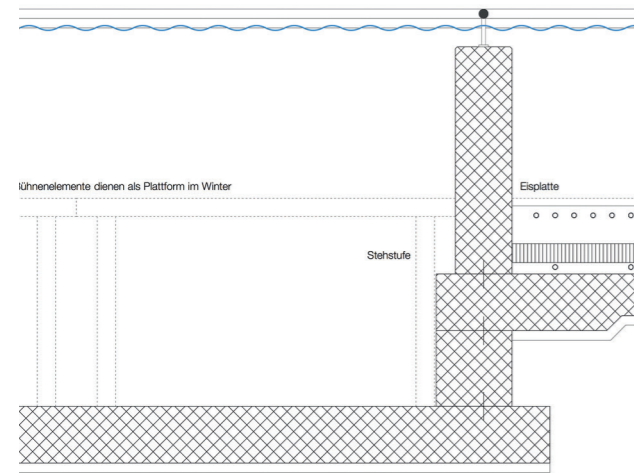 ühnenelemente dienen als Plattform im Winter
Eisplatte
Stehstufe